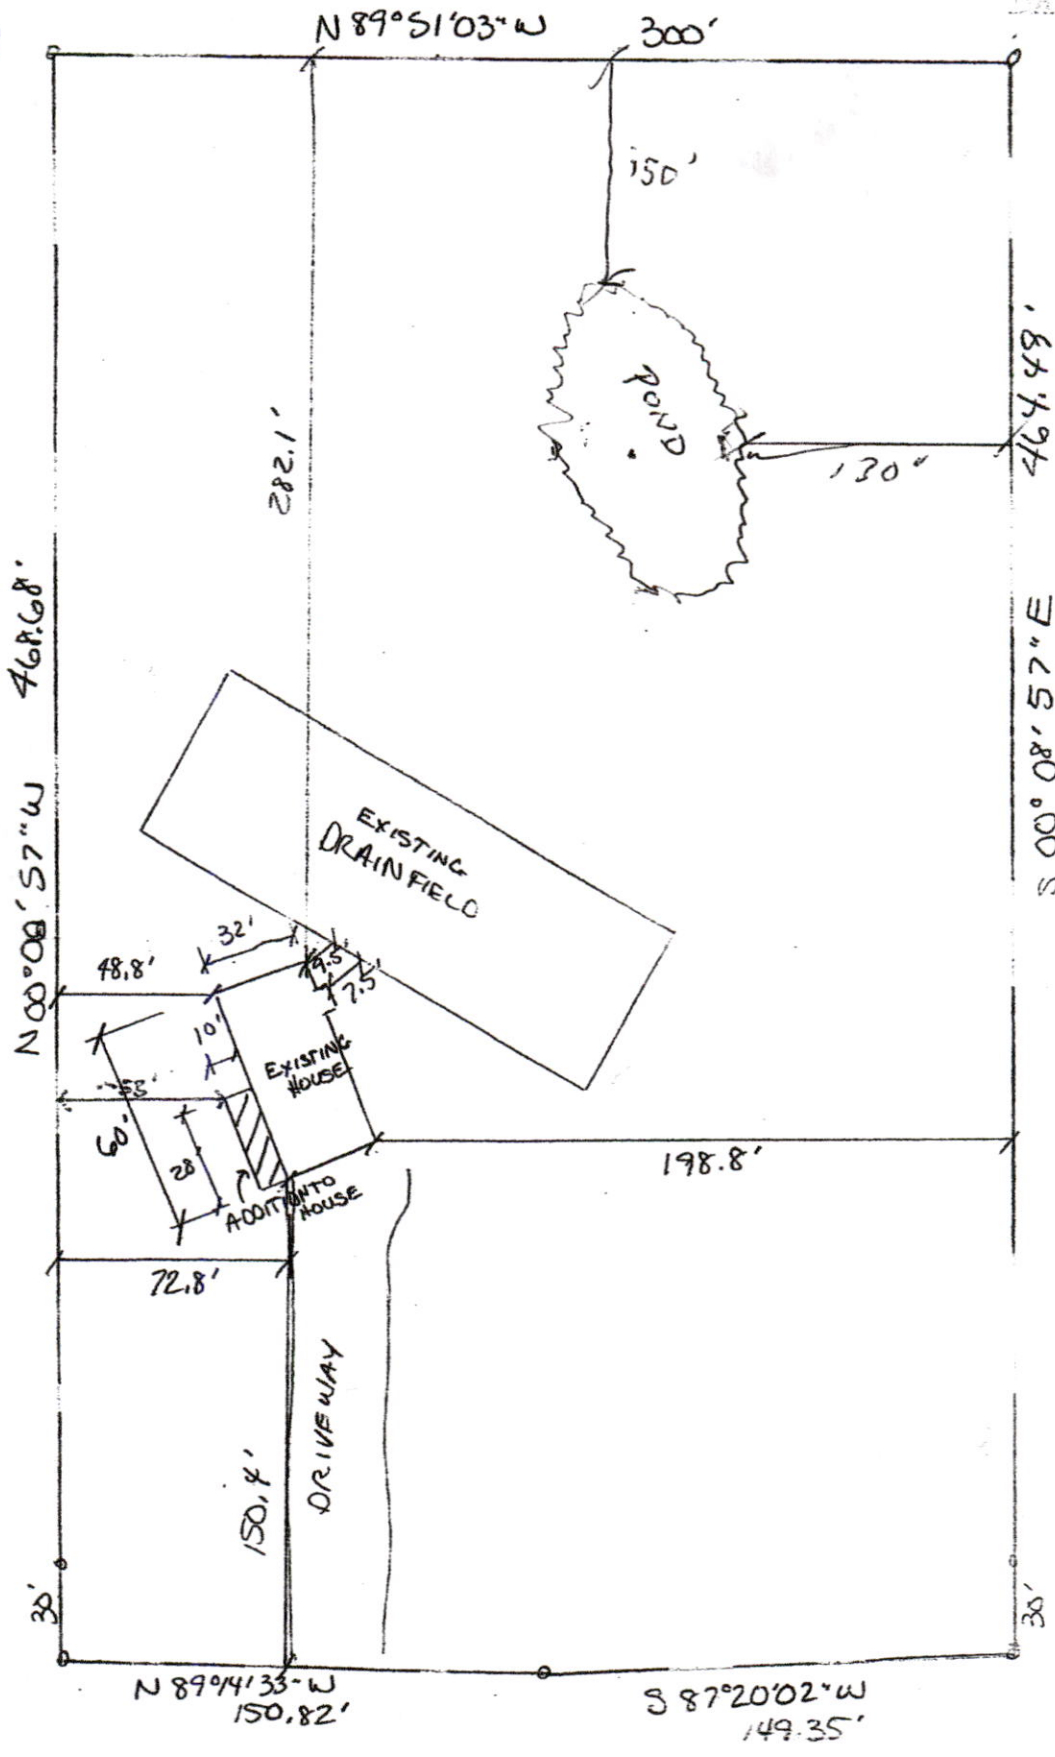 N 89°51'03" W 300'
150'
282.1'
POND
130'
464.48'
S 00°08'57" E
468.68'
N 00°08'57" W
EXISTING
DRAINFIELD
32'
48.8'
9.5'
7.5'
10'
EXISTING
HOUSE
53'
60'
28'
198.8'
ADDITION TO
HOUSE
72.8'
DRIVEWAY
150.4'
30'
30'
N 89°14'33" W
150.82'
S 87°20'02" W
149.35'